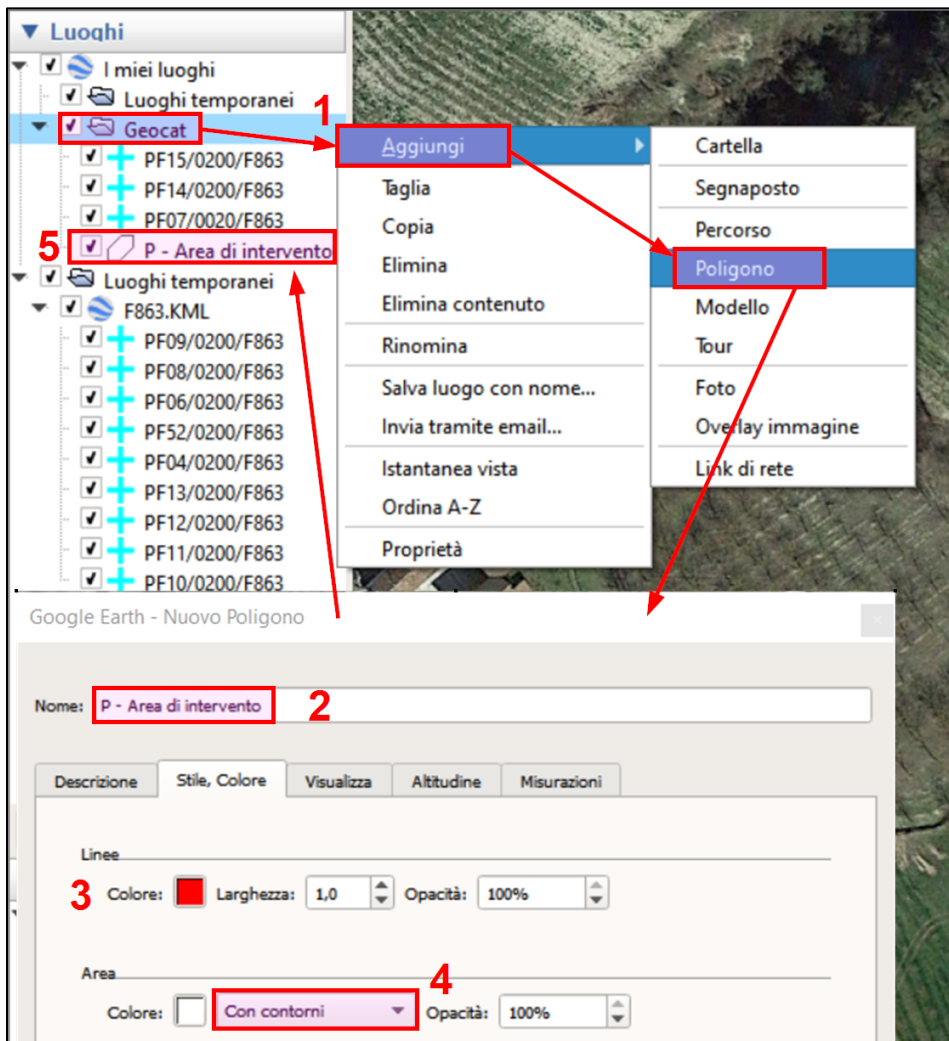 Luoghi
I miei luoghi
Luoghi temporanei
1
Geocat
PF15/0200/F863
PF14/0200/F863
PF07/0020/F863
5
P - Area di intervento
Luoghi temporanei
F863.KML
PF09/0200/F863
PF08/0200/F863
PF06/0200/F863
PF52/0200/F863
PF04/0200/F863
PF13/0200/F863
PF12/0200/F863
PF11/0200/F863
PF10/0200/F863
Aggiungi
Taglia
Copia
Elimina
Elimina contenuto
Rinomina
Salva luogo con nome...
Invia tramite email...
Istantanea vista
Ordina A-Z
Proprietà
Cartella
Segnaposto
Percorso
Poligono
Modello
Tour
Foto
Overlay immagine
Link di rete
Google Earth - Nuovo Poligono
Nome: P - Area di intervento 2
Descrizione Stile, Colore Visualizza Altitudine Misurazioni
Linee
3 Colore: Larghezza: 1,0 Opacità: 100%
Area
4
Colore: Con contorni Opacità: 100%